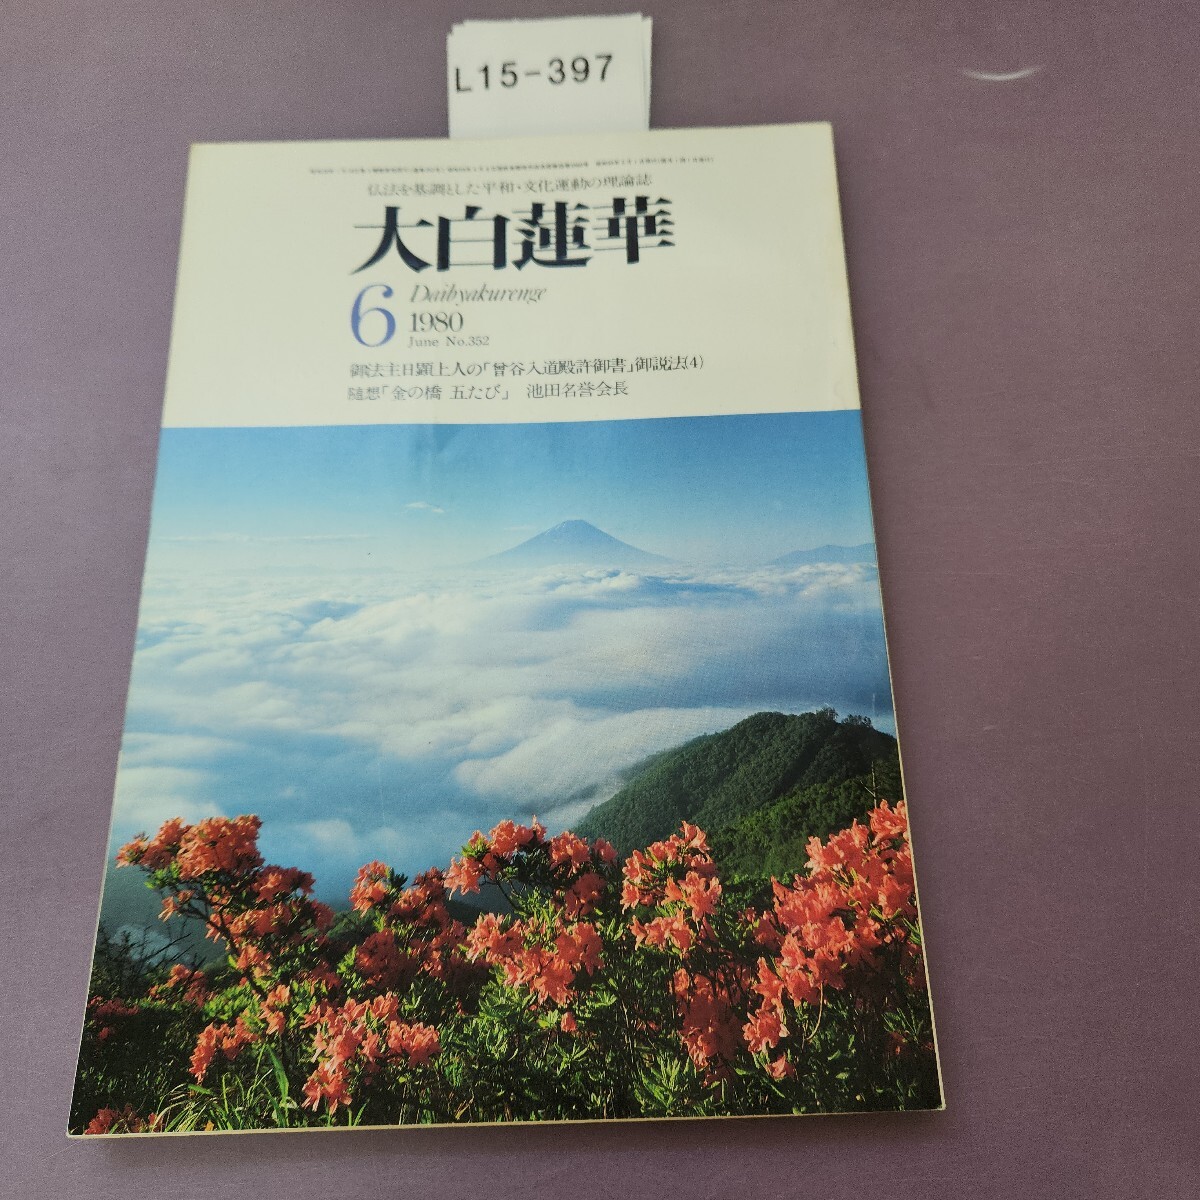 L15-397
仏法を基調とした平和・文化運動の理論誌
大白蓮華
6
Daibyakurenge
1980
June No.352
御法主日顕上人の「曾谷入道殿許御書」御説法(4)
随想「金の橋 五たび」 池田名誉会長